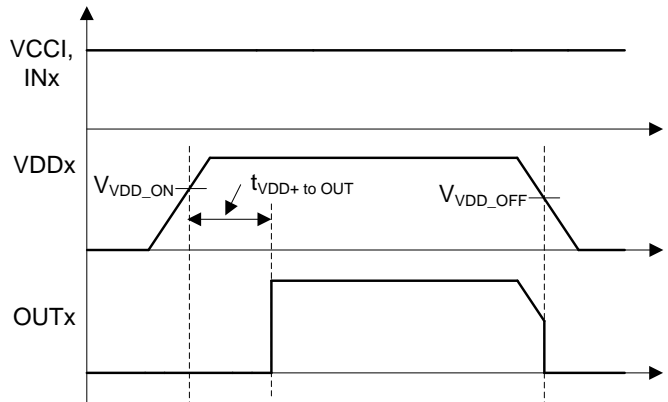 VCCI,
INx
VDDx
VVDD_ON
tVDD+ to OUT
VVDD_OFF
OUTx